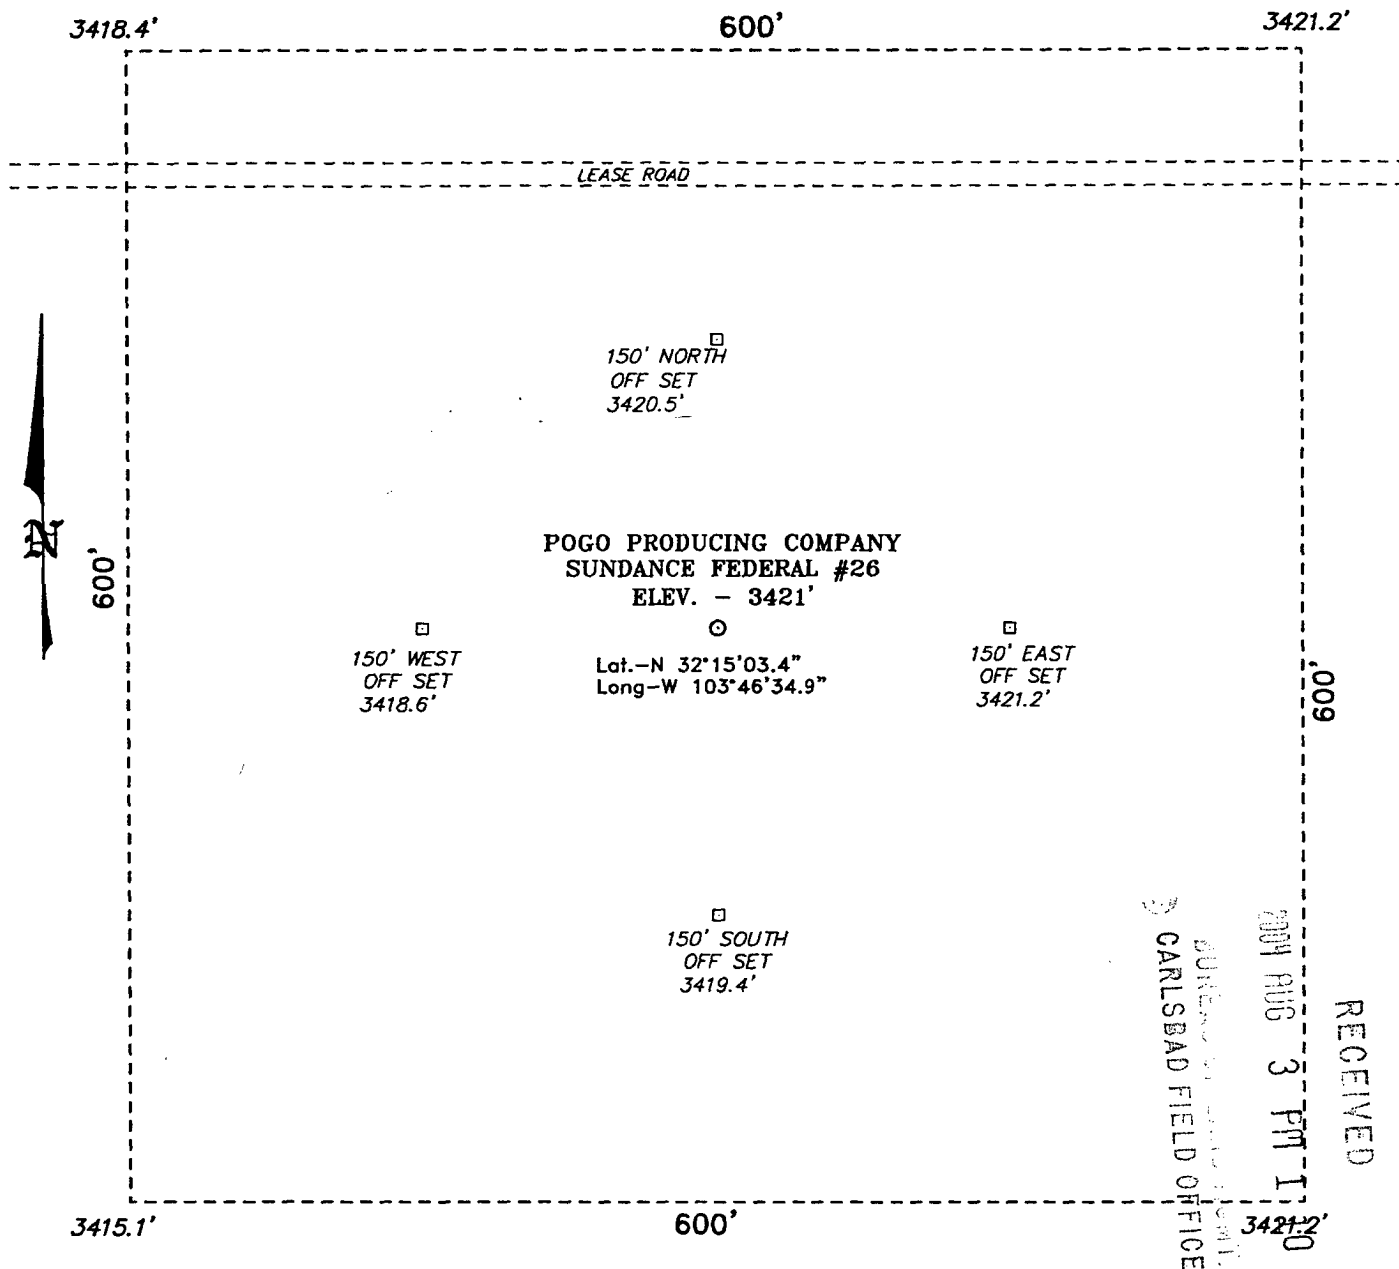 3418.4'
600'
3421.2'
LEASE ROAD
150' NORTH
OFF SET
3420.5'
N
600'
POGO PRODUCING COMPANY
SUNDANCE FEDERAL #26
ELEV. - 3421'
150' WEST
OFF SET
3418.6'
Lat.-N 32°15'03.4"
Long-W 103°46'34.9"
150' EAST
OFF SET
3421.2'
600'
150' SOUTH
OFF SET
3419.4'
RECEIVED
2004 AUG 3 PM 1
CARLSBAD FIELD OFFICE
3415.1'
600'
3421.2'